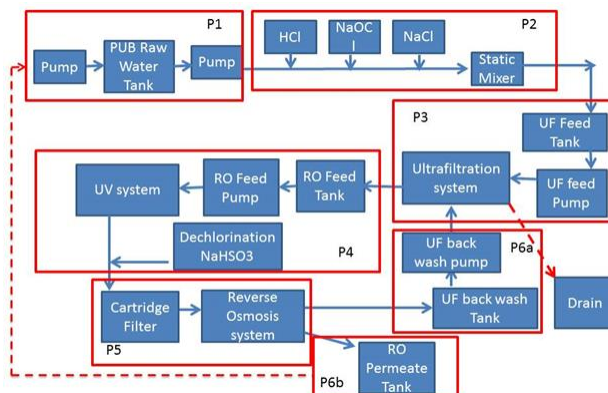 P1
Pump
PUB Raw
Water
Tank
Pump
P2
HCl
NaOC
l
NaCl
Static
Mixer
P3
UF Feed
Tank
UF feed
Pump
Ultrafiltration
system
P4
RO Feed
Tank
RO Feed
Pump
UV system
Dechlorination
NaHSO3
P6a
UF back
wash pump
UF back wash
Tank
Drain
P5
Cartridge
Filter
Reverse
Osmosis
system
P6b
RO
Permeate
Tank